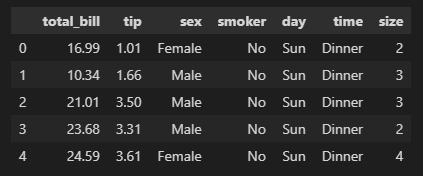 total_bill tip sex smoker day time size
0 16.99 1.01 Female No Sun Dinner 2
1 10.34 1.66 Male No Sun Dinner 3
2 21.01 3.50 Male No Sun Dinner 3
3 23.68 3.31 Male No Sun Dinner 2
4 24.59 3.61 Female No Sun Dinner 4